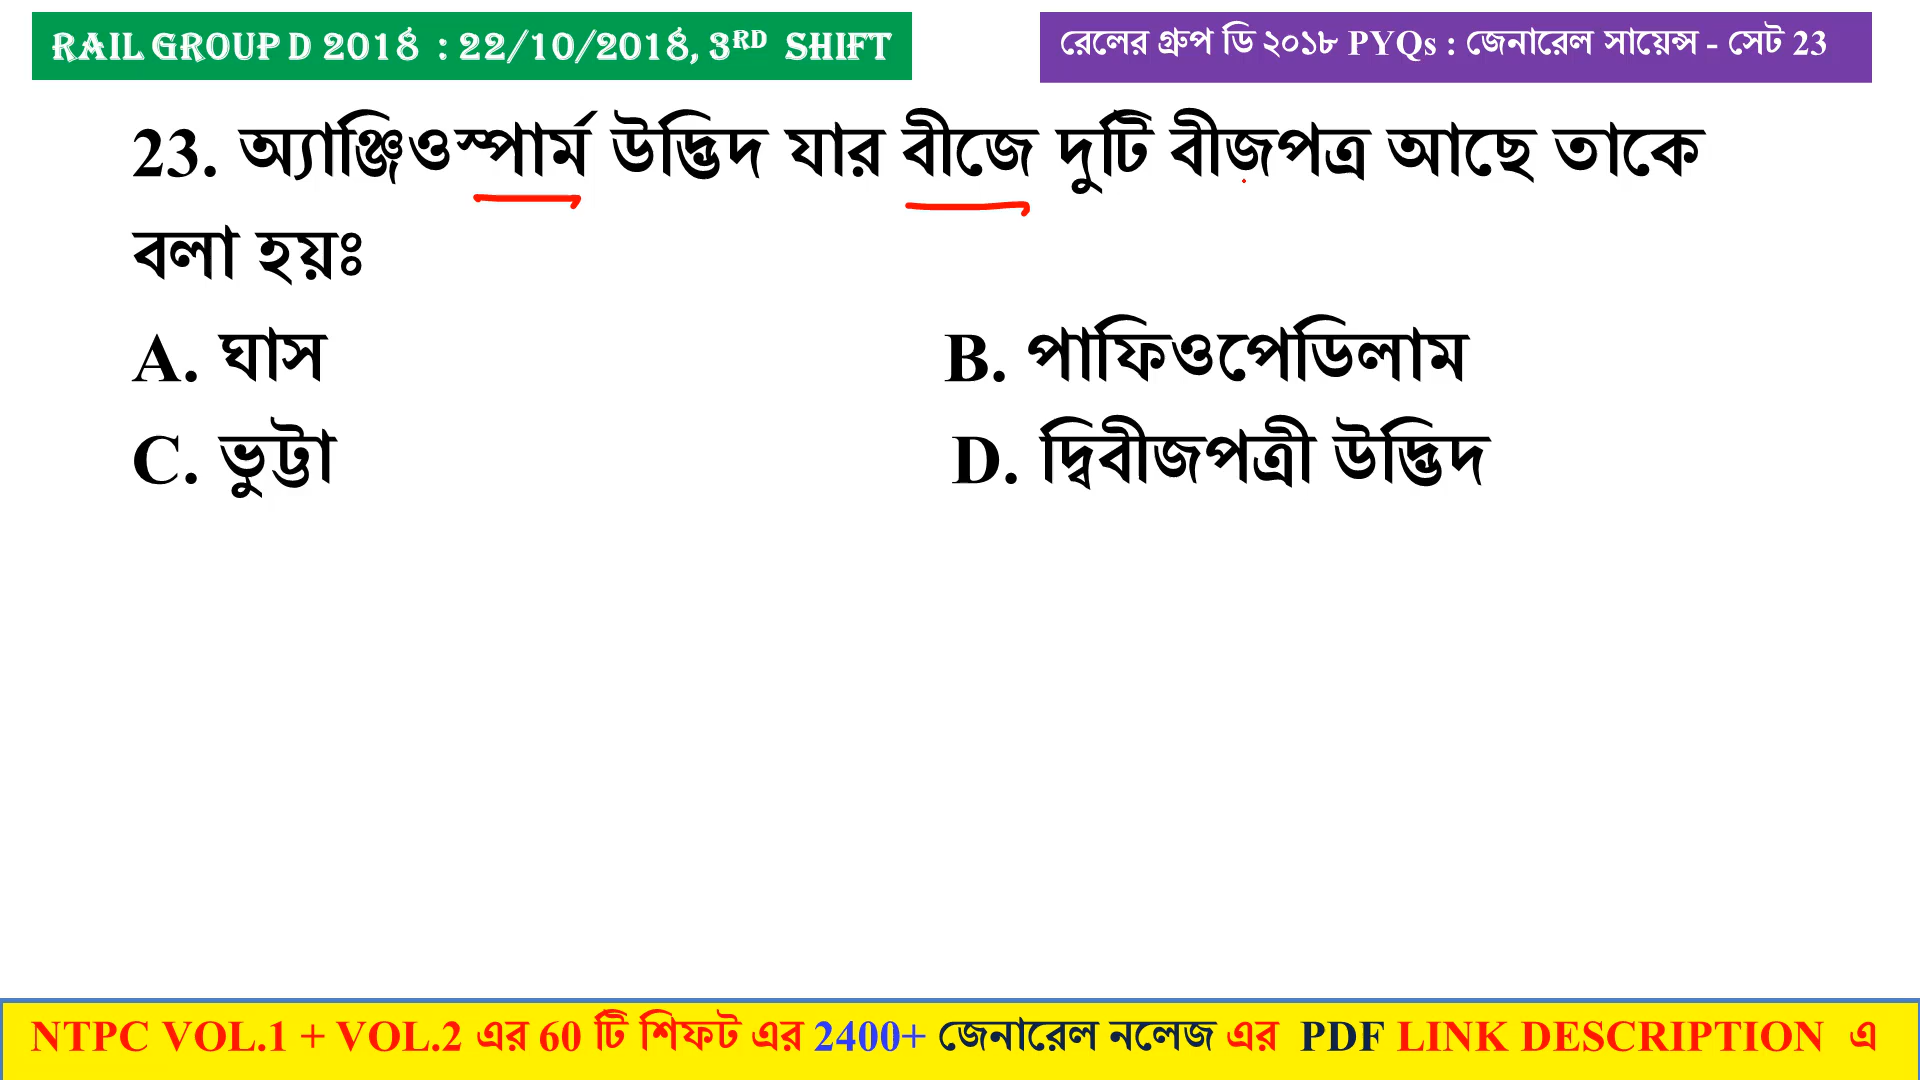 RAIL GROUP D 2018 : 22/10/2018, 3RD SHIFT
রেলের গ্রুপ ডি ২০১৮ PYQs : জেনারেল সায়েন্স - সেট 23
23. অ্যাঞ্জিওস্পার্ম উদ্ভিদ যার বীজে দুটি বীজপত্র আছে তাকে
বলা হয়ঃ
A. ঘাস B. পাফিওপেডিলাম
C. ভুট্টা D. দ্বিবীজপত্রী উদ্ভিদ
NTPC VOL.1 + VOL.2 এর 60 টি শিফট এর 2400+ জেনারেল নলেজ এর PDF LINK DESCRIPTION এ